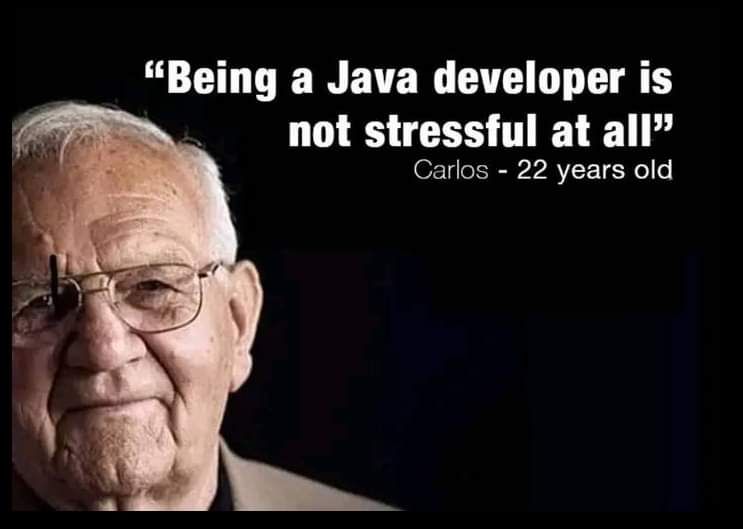 “Being a Java developer is
not stressful at all”
Carlos - 22 years old